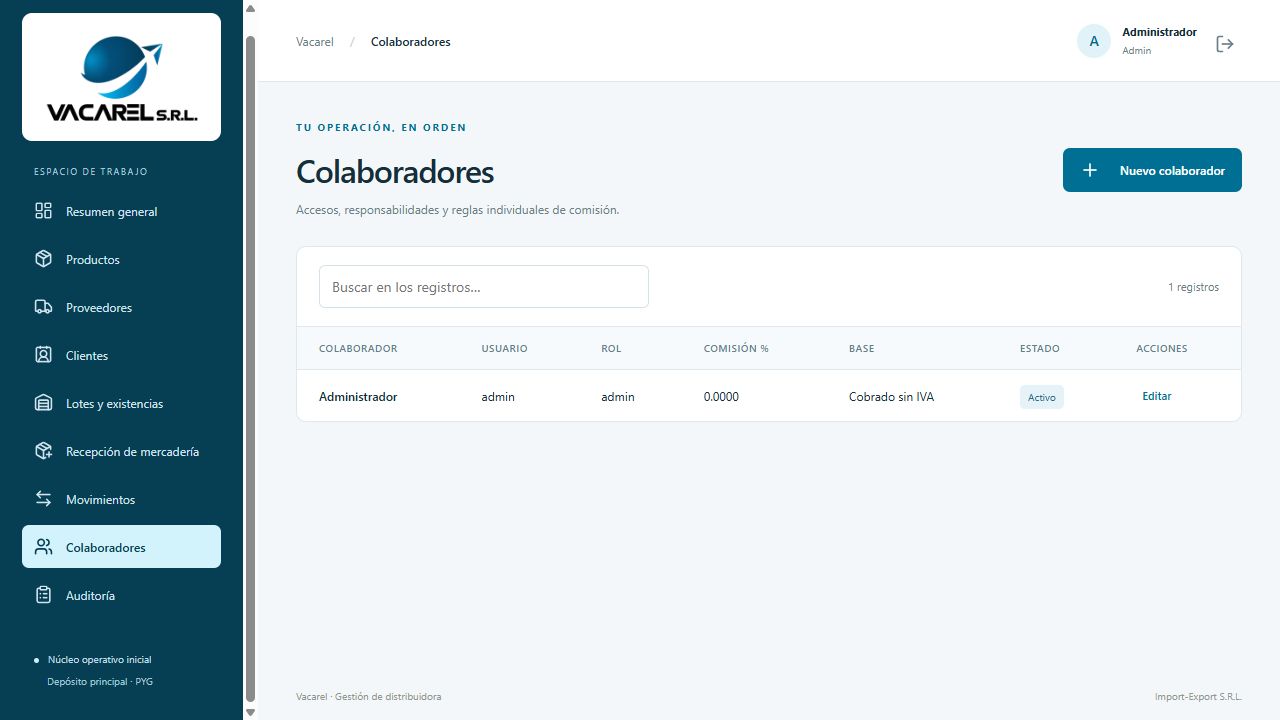 VACAREL S.R.L.
ESPACIO DE TRABAJO
Resumen general
Productos
Proveedores
Clientes
Lotes y existencias
Recepción de mercadería
Movimientos
Colaboradores
Auditoría
Núcleo operativo inicial
Depósito principal · PYG
Vacarel / Colaboradores
A
Administrador
Admin
TU OPERACIÓN, EN ORDEN
Colaboradores
Accesos, responsabilidades y reglas individuales de comisión.
Nuevo colaborador
Buscar en los registros...
1 registros
COLABORADOR USUARIO ROL COMISIÓN % BASE ESTADO ACCIONES
Administrador admin admin 0.0000 Cobrado sin IVA Activo Editar
Vacarel · Gestión de distribuidora
Import-Export S.R.L.